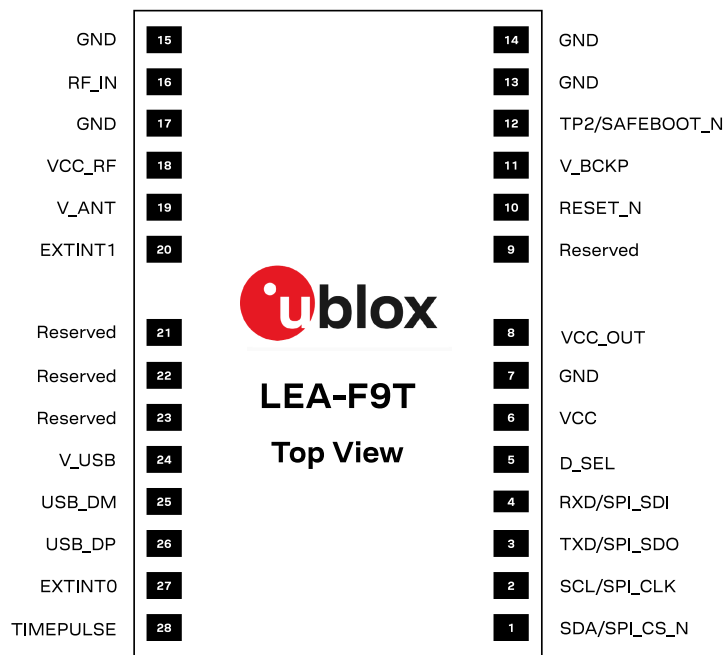 GND 15 14 GND
RF_IN 16 13 GND
GND 17 12 TP2/SAFEBOOT_N
VCC_RF 18 11 V_BCKP
V_ANT 19 10 RESET_N
EXTINT1 20 9 Reserved
ublox
Reserved 21 8 VCC_OUT
Reserved 22 7 GND
LEA-F9T
Reserved 23 6 VCC
Top View
V_USB 24 5 D_SEL
USB_DM 25 4 RXD/SPI_SDI
USB_DP 26 3 TXD/SPI_SDO
EXTINT0 27 2 SCL/SPI_CLK
TIMEPULSE 28 1 SDA/SPI_CS_N